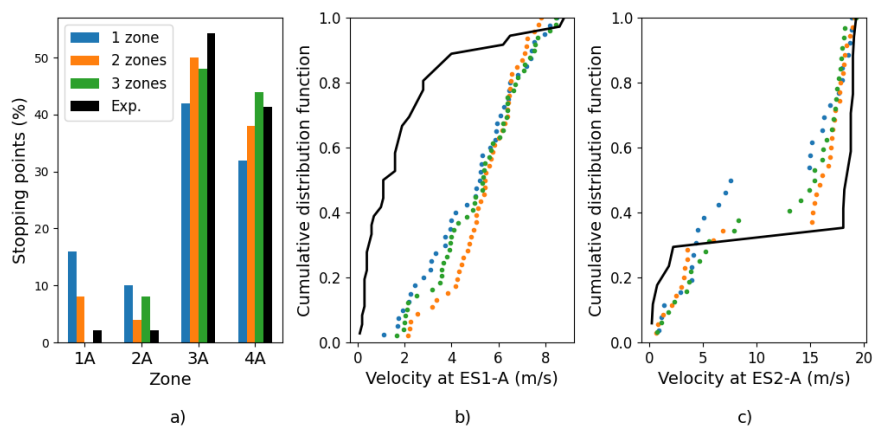 1 zone
2 zones
3 zones
Exp.
50
40
30
20
10
0
1A 2A 3A 4A
Zone
Stopping points (%)
a)
1.0
0.8
0.6
0.4
0.2
0.0
0 2 4 6 8
Velocity at ES1-A (m/s)
Cumulative distribution function
b)
1.0
0.8
0.6
0.4
0.2
0.0
0 5 10 15 20
Velocity at ES2-A (m/s)
Cumulative distribution function
c)